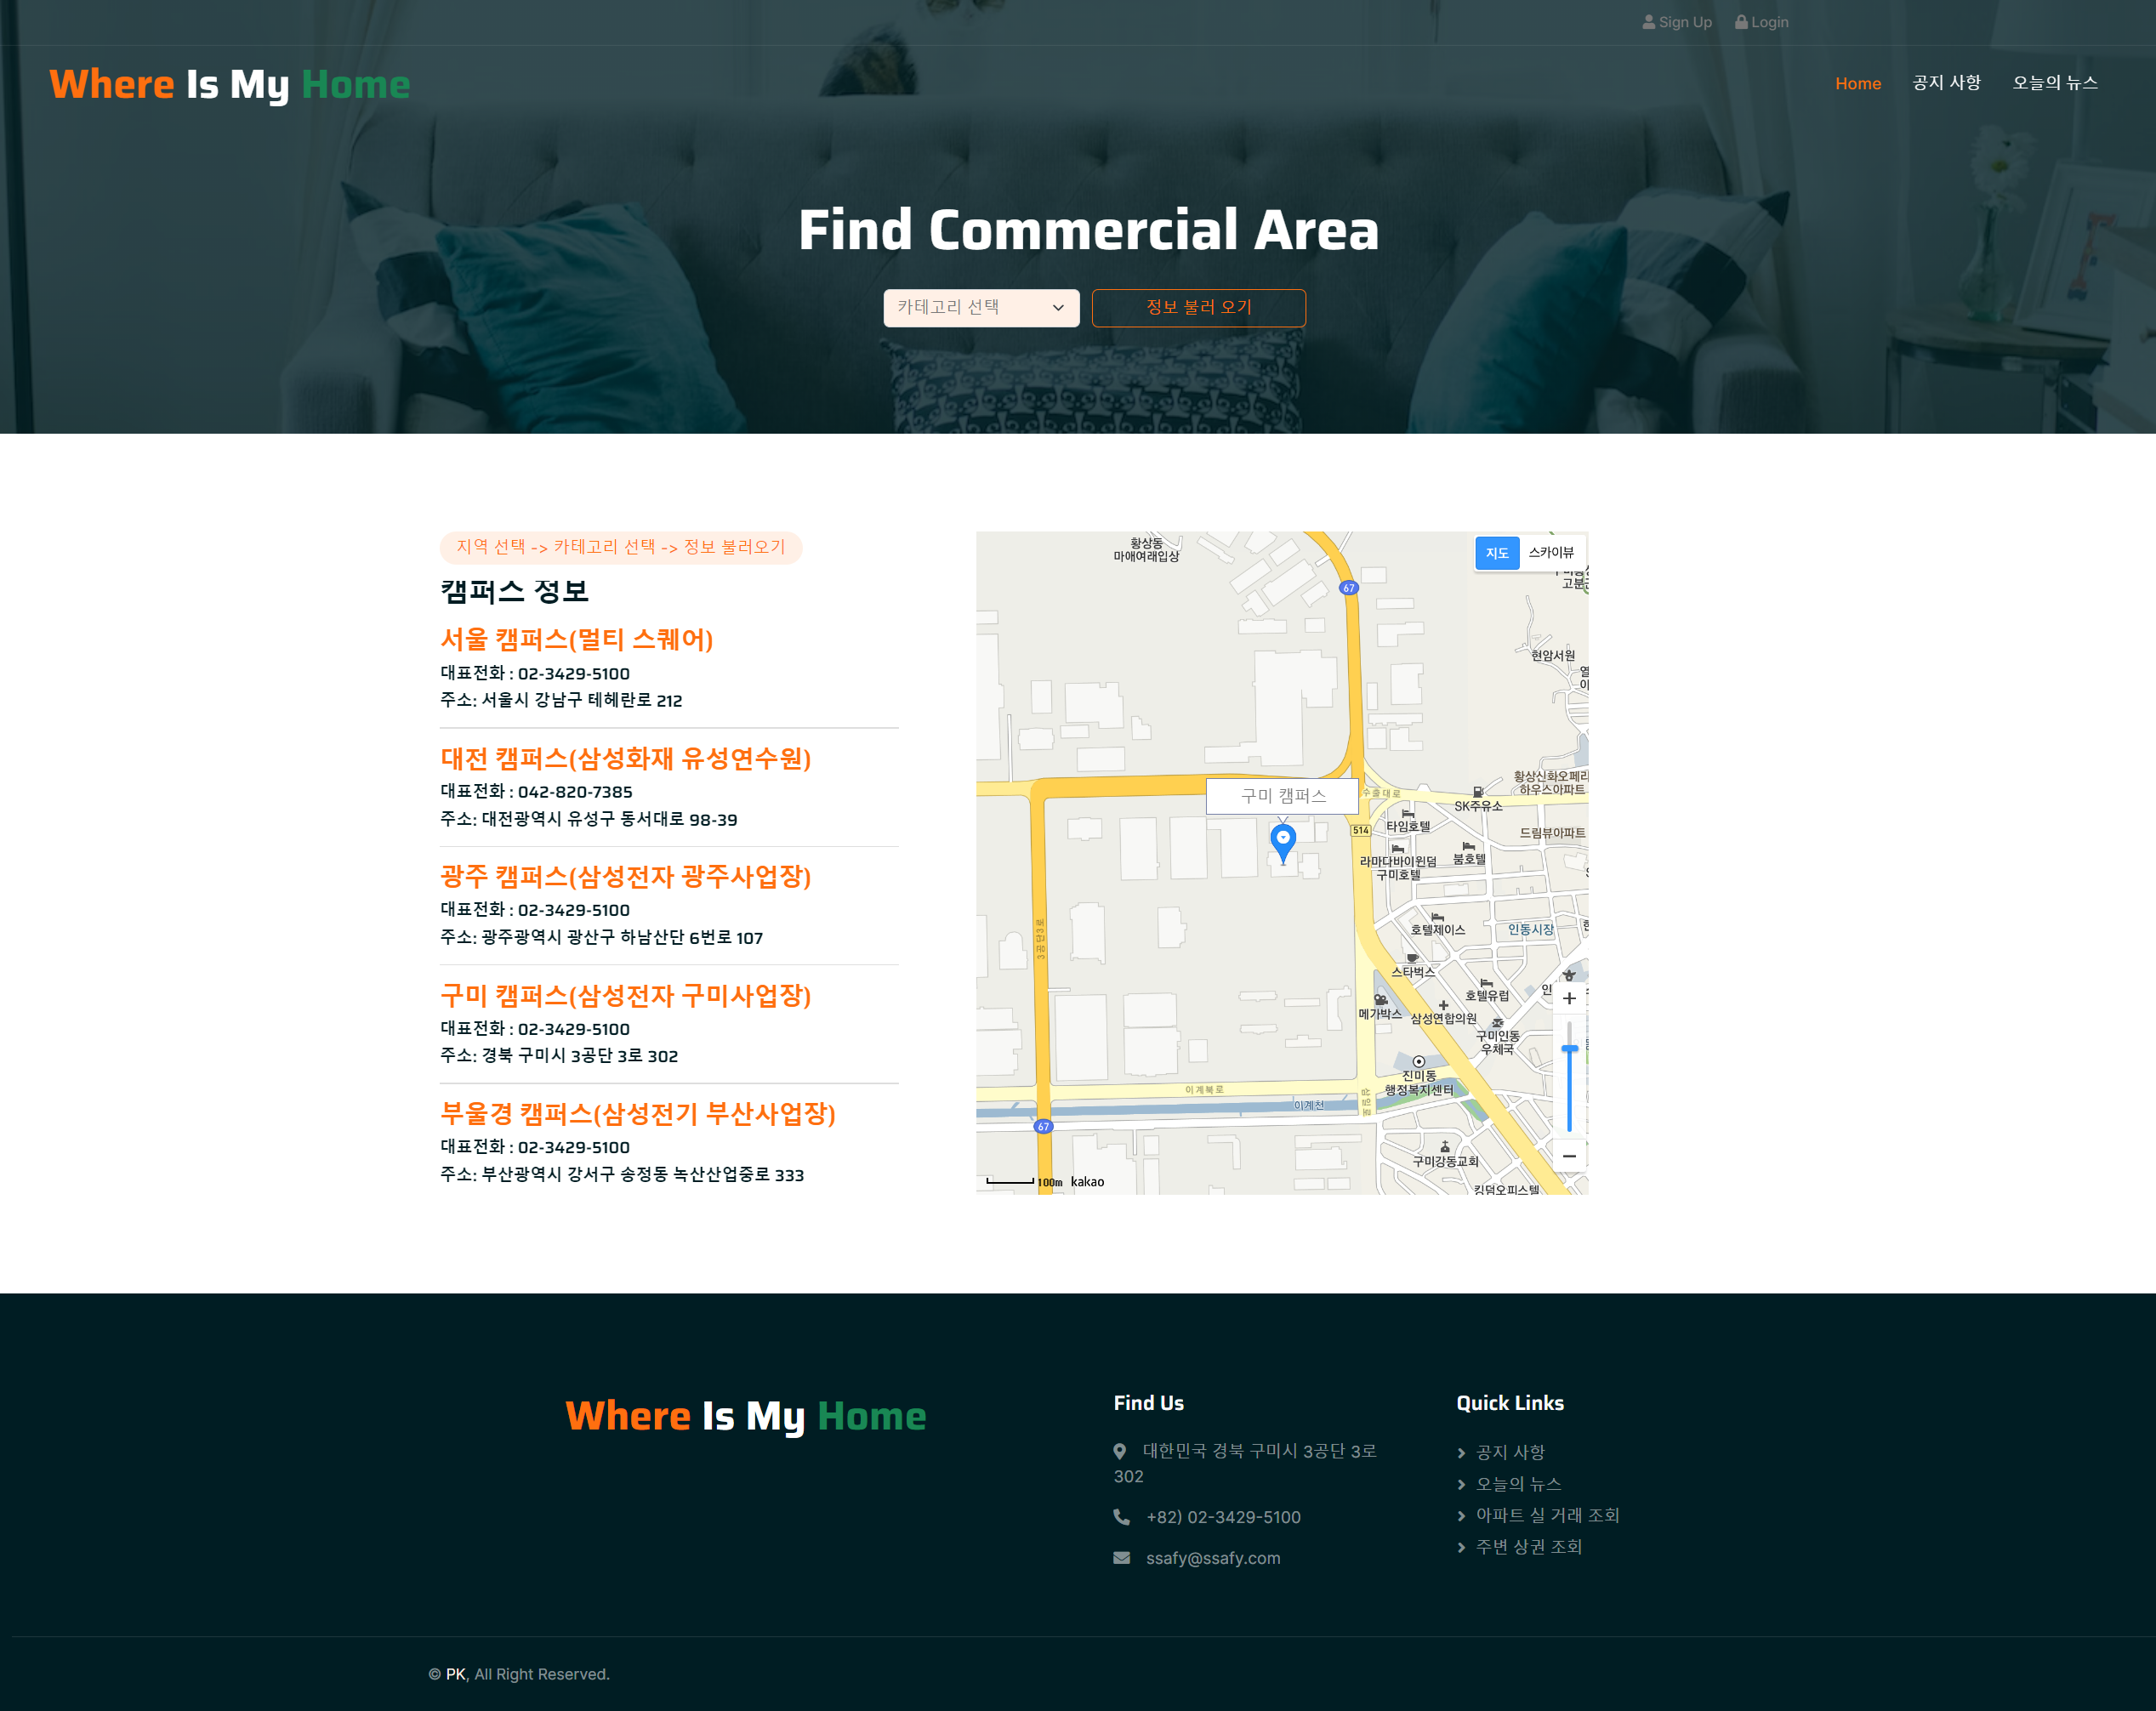 Sign Up
Login
Where Is My Home
Home
공지 사항
오늘의 뉴스
Find Commercial Area
카테고리 선택
정보 불러 오기
지역 선택 -> 카테고리 선택 -> 정보 불러오기
캠퍼스 정보
서울 캠퍼스(멀티 스퀘어)
대표전화 : 02-3429-5100
주소: 서울시 강남구 테헤란로 212
대전 캠퍼스(삼성화재 유성연수원)
대표전화 : 042-820-7385
주소: 대전광역시 유성구 동서대로 98-39
광주 캠퍼스(삼성전자 광주사업장)
대표전화 : 02-3429-5100
주소: 광주광역시 광산구 하남산단 6번로 107
구미 캠퍼스(삼성전자 구미사업장)
대표전화 : 02-3429-5100
주소: 경북 구미시 3공단 3로 302
부울경 캠퍼스(삼성전기 부산사업장)
대표전화 : 02-3429-5100
주소: 부산광역시 강서구 송정동 녹산산업중로 333
황상동
마애여래입상
지도
스카이뷰
고분군
67
현암서원
열
이
황상신화오페라
하우스아파트
구미 캠퍼스
수출대로
SK주유소
514
타임호텔
드림뷰아파트
라마다바이윈덤
구미호텔
붐호텔
호텔제이스
인동시장
3공단3로
스타벅스
호텔유럽
인
메가박스
삼성연합의원
구미인동
우체국
진미동
행정복지센터
이계북로
이계천
삼일로
67
구미강동교회
킹덤오피스텔
100m
kakao
Where Is My Home
Find Us
대한민국 경북 구미시 3공단 3로
302
+82) 02-3429-5100
ssafy@ssafy.com
Quick Links
공지 사항
오늘의 뉴스
아파트 실 거래 조회
주변 상권 조회
© PK, All Right Reserved.